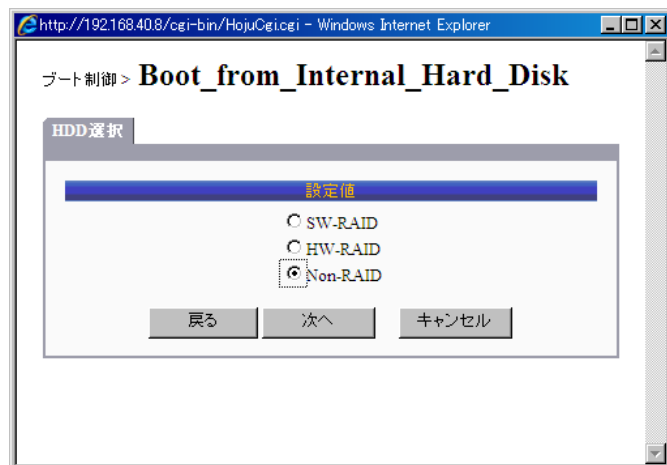 http://192.168.40.8/cgi-bin/HojuCgi.cgi - Windows Internet Explorer
ブート制御 > Boot_from_Internal_Hard_Disk
HDD選択
設定値
SW-RAID
HW-RAID
Non-RAID
戻る 次へ キャンセル